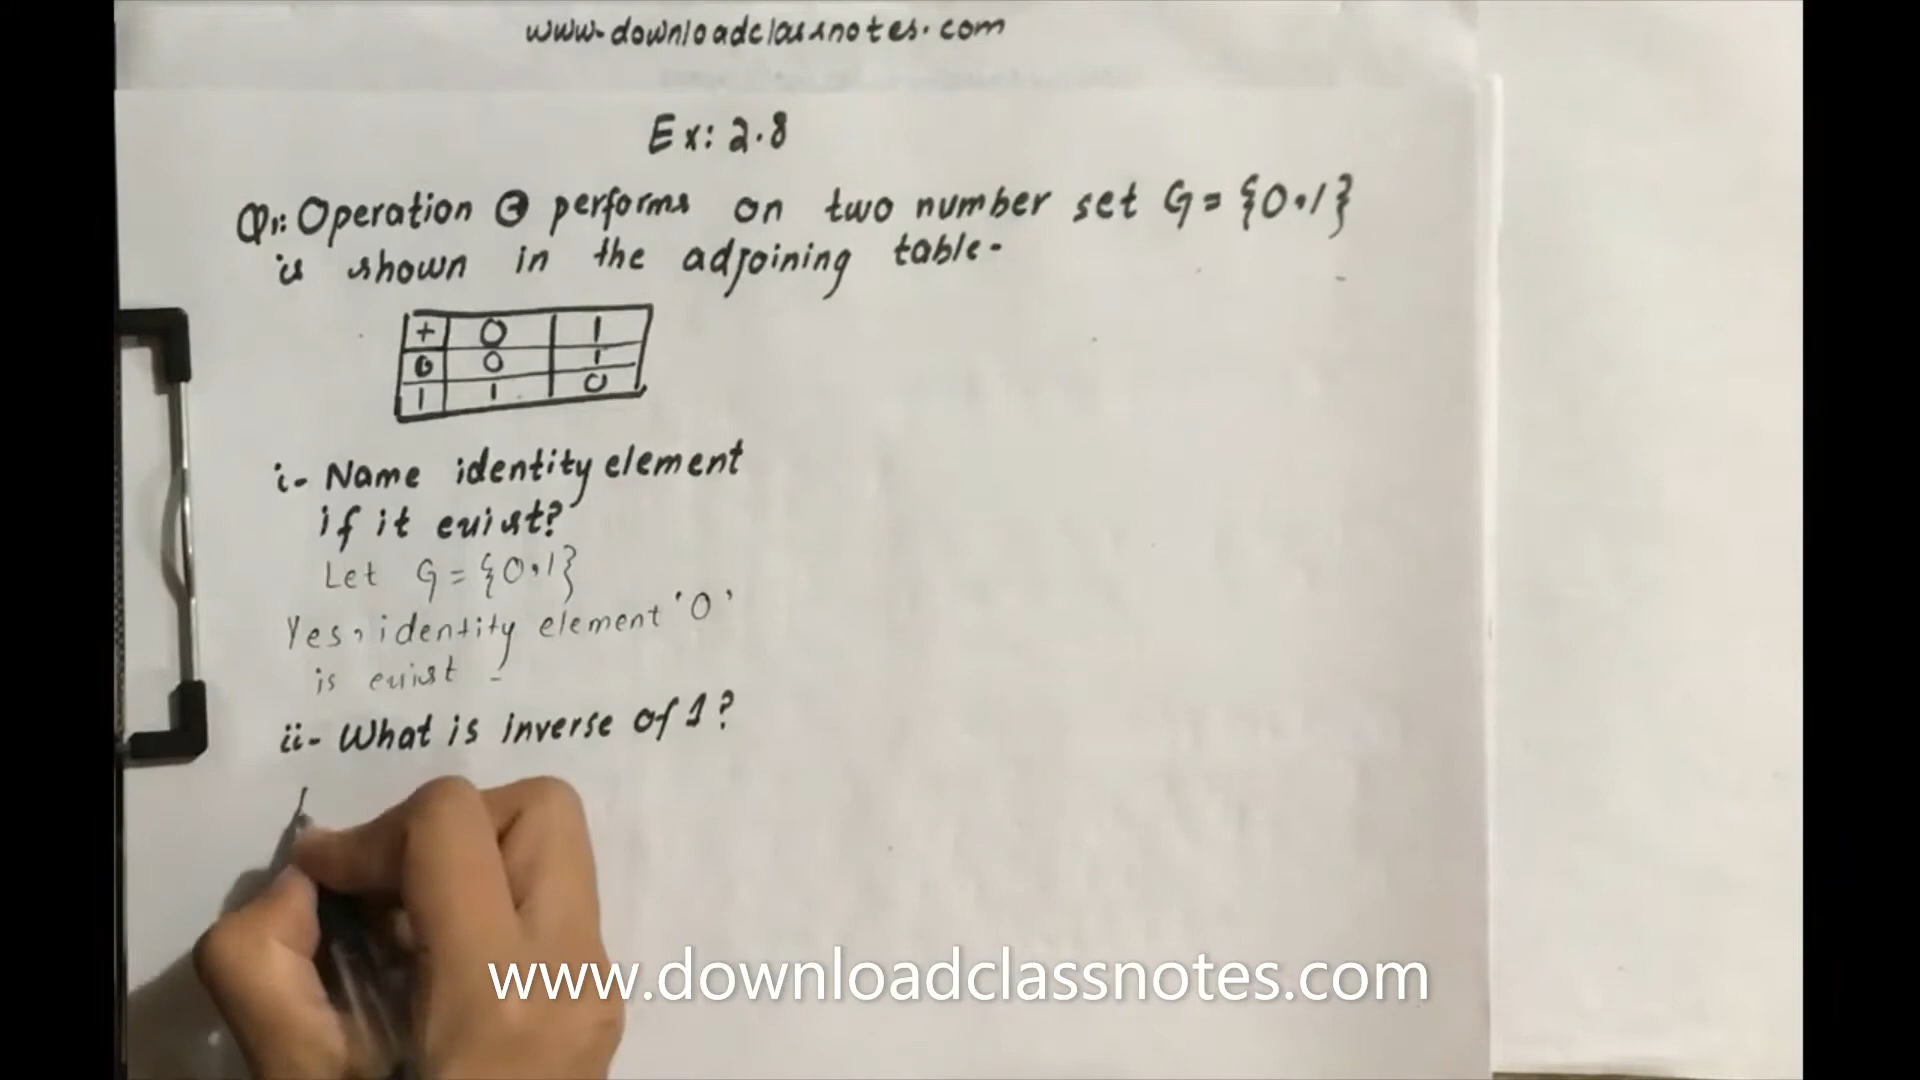 www.downloadclassnotes.com
Ex: 2.8
Q1: Operation ⊕ performs on two number set G = {0,1}
is shown in the adjoining table-
+ 0 1
0 0 1
1 1 0
i- Name identity element
if it exist?
Let G = {0,1}
Yes, identity element '0'
is exist -
ii- What is inverse of 1?
www.downloadclassnotes.com